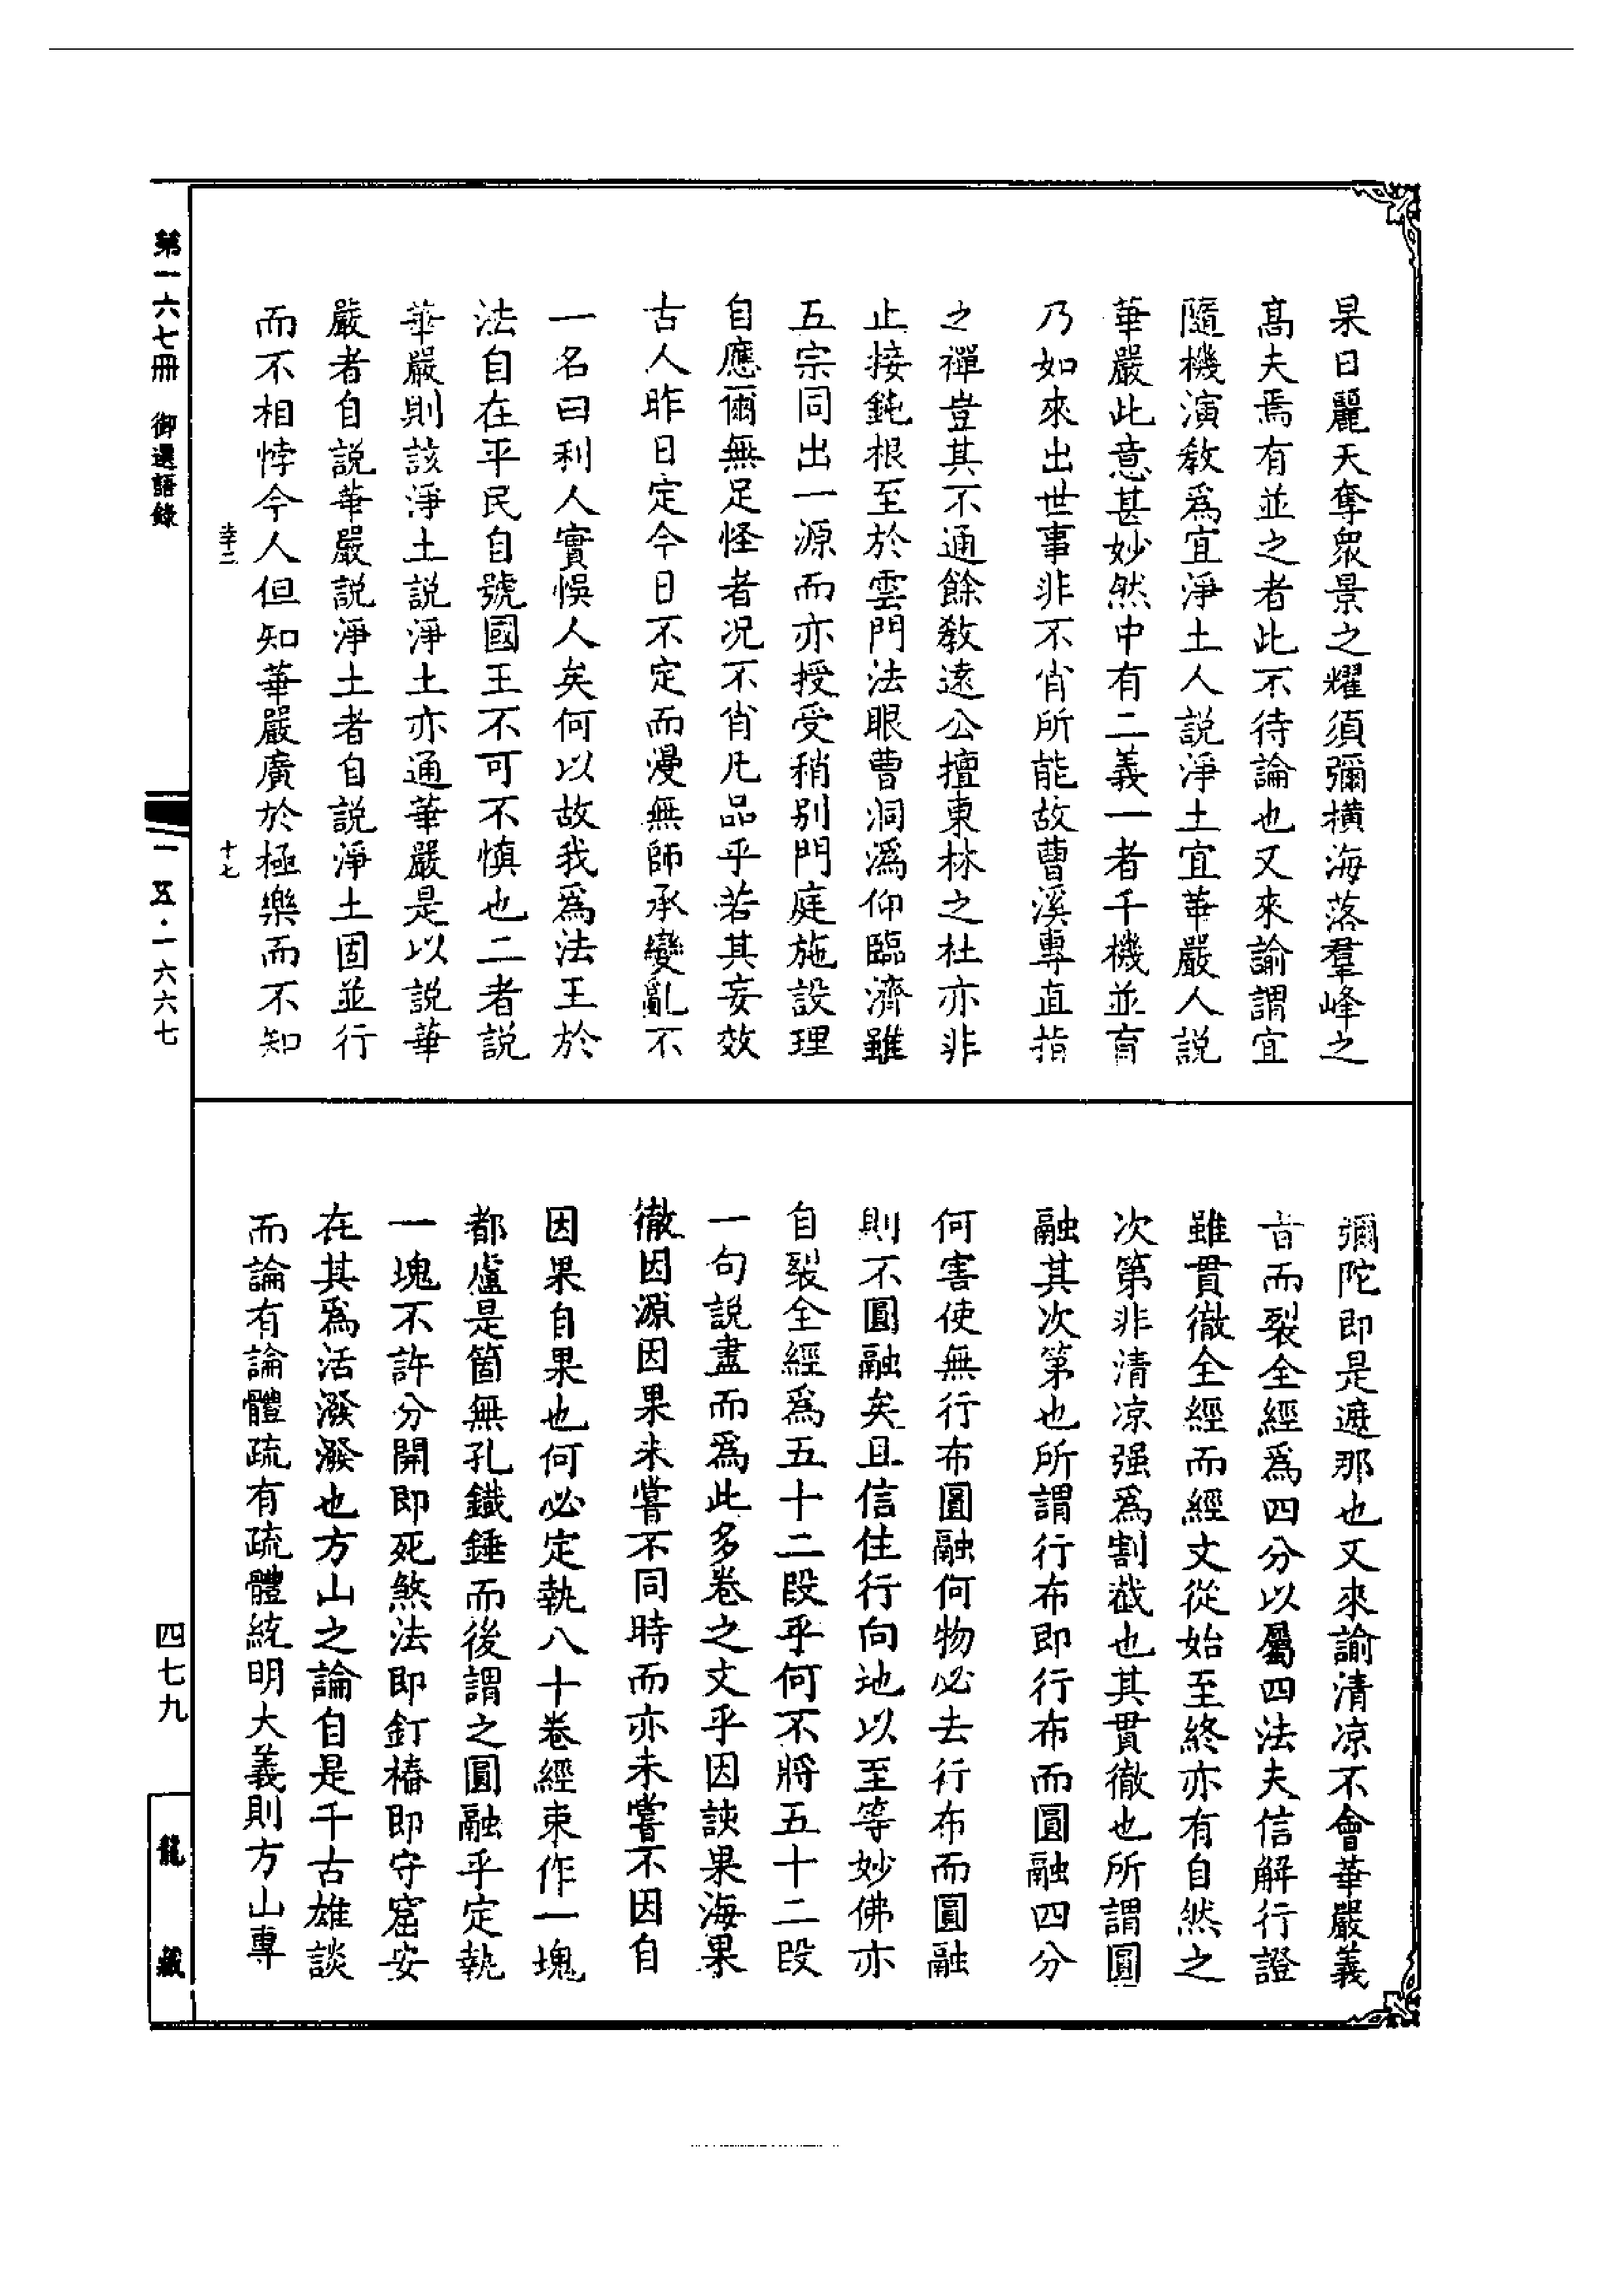 杲日麗天奪衆景之耀須彌橫海落羣峰之
高夫焉有並之者此不待論也又來諭謂宜
隨機演敎爲宜淨土人説淨土宜華嚴人説
華嚴此意甚妙然中有二義一者千機並育
乃如來出世事非不肖所能故曹溪專直指
之禪豈其不通餘敎遠公擅東林之社亦非
止接鈍根至於雲門法眼曹洞潙仰臨濟雖
五宗同出一源而亦授受稍別門庭施設理
自應爾無足怪者况不肖凡品乎若其妄效
古人昨日定今日不定而漫無師承變亂不
一名曰利人實悞人矣何以故我爲法王於
法自在平民自號國王不可不慎也二者説
華嚴則該淨土説淨土亦通華嚴是以説華
嚴者自説華嚴説淨土者自説淨土固並行
而不相悖今人但知華嚴廣於極樂而不知
彌陀即是遮那也又來諭清凉不會華嚴義
旨而裂全經爲四分以屬四法夫信解行證
雖貫徹全經而經文從始至終亦有自然之
次第非清凉强爲割截也其貫徹也所謂圓
融其次第也所謂行布即行布而圓融四分
何害使無行布圓融何物必去行布而圓融
則不圓融矣且信住行向地以至等妙佛亦
自裂全經爲五十二段乎何不將五十二段
一句説盡而爲此多卷之文乎因該果海果
徹因源因果未嘗不同時而亦未嘗不因自
因果自果也何必定執八十卷經束作一塊
都盧是箇無孔鐵錘而後謂之圓融乎定執
一塊不許分開即死煞法即釘樁即守窟安
在其爲活潑潑也方山之論自是千古雄談
而論有論體疏有疏體統明大義則方山專
第一六七冊　御選語錄
幸二
十七
一五·一六六七
四七九
龍藏